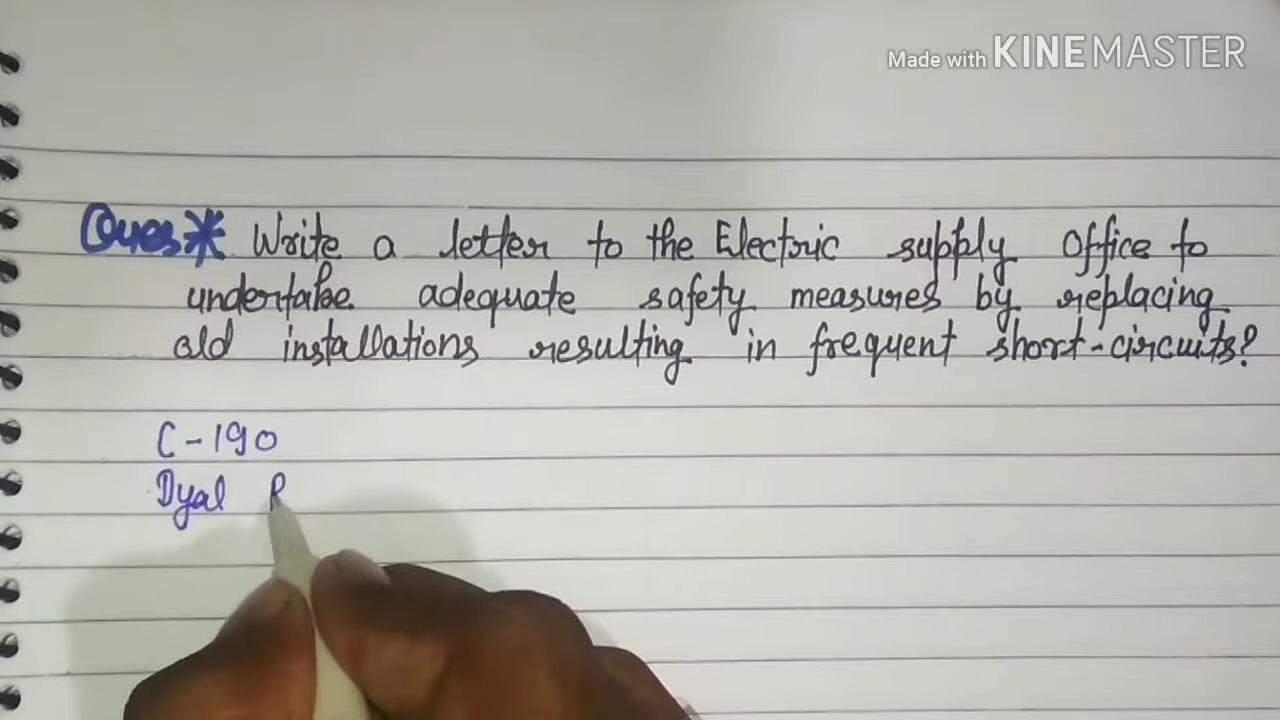 Made with KINEMASTER
Ques* Write a letter to the Electric supply Office to
undertake adequate safety measures by replacing
old installations resulting in frequent short-circuits?
C-190
Dyal P